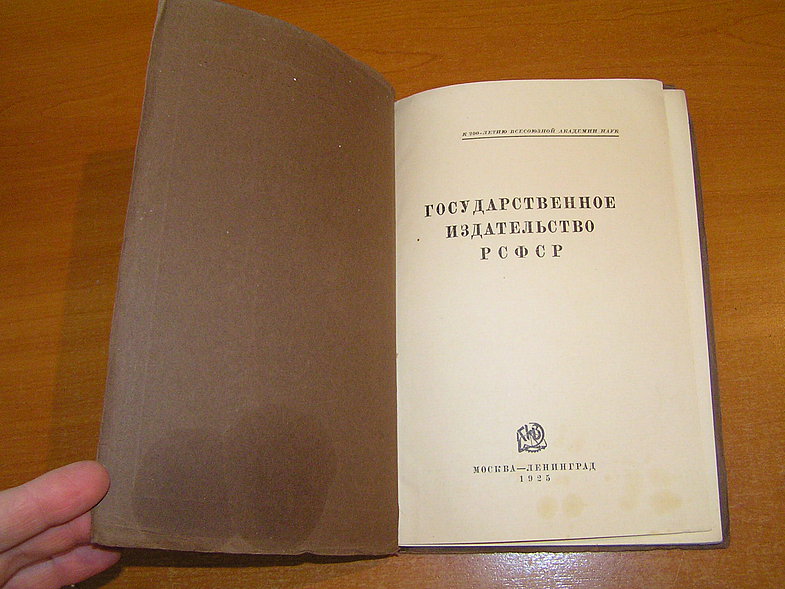 К 200-ЛЕТИЮ ВСЕСОЮЗНОЙ АКАДЕМИИ НАУК
ГОСУДАРСТВЕННОЕ
ИЗДАТЕЛЬСТВО
РСФСР
МОСКВА—ЛЕНИНГРАД
1925